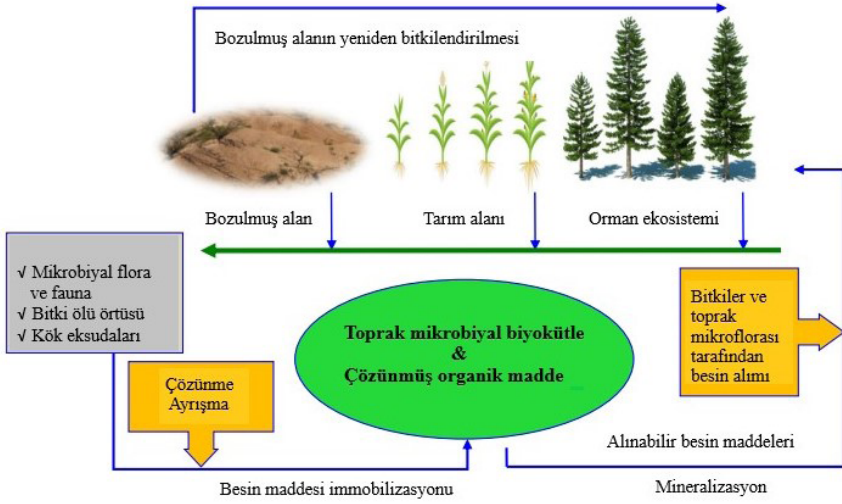 Bozulmuş alanın yeniden bitkilendirilmesi
Bozulmuş alan
Tarım alanı
Orman ekosistemi
√ Mikrobiyal flora
ve fauna
√ Bitki ölü örtüsü
√ Kök eksudaları
Toprak mikrobiyal biyokütle
&
Çözünmüş organik madde
Bitkiler ve
toprak
mikroflorası
tarafından
besin alımı
Çözünme
Ayrışma
Alınabilir besin maddeleri
Besin maddesi immobilizasyonu
Mineralizasyon